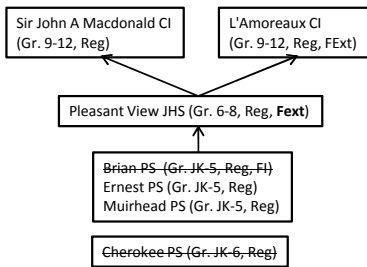 Sir John A Macdonald CI
(Gr. 9-12, Reg)
L'Amoreaux CI
(Gr. 9-12, Reg, FExt)
Pleasant View JHS (Gr. 6-8, Reg, Fext)
Brian PS (Gr. JK-5, Reg, FI)
Ernest PS (Gr. JK-5, Reg)
Muirhead PS (Gr. JK-5, Reg)
Cherokee PS (Gr. JK-6, Reg)